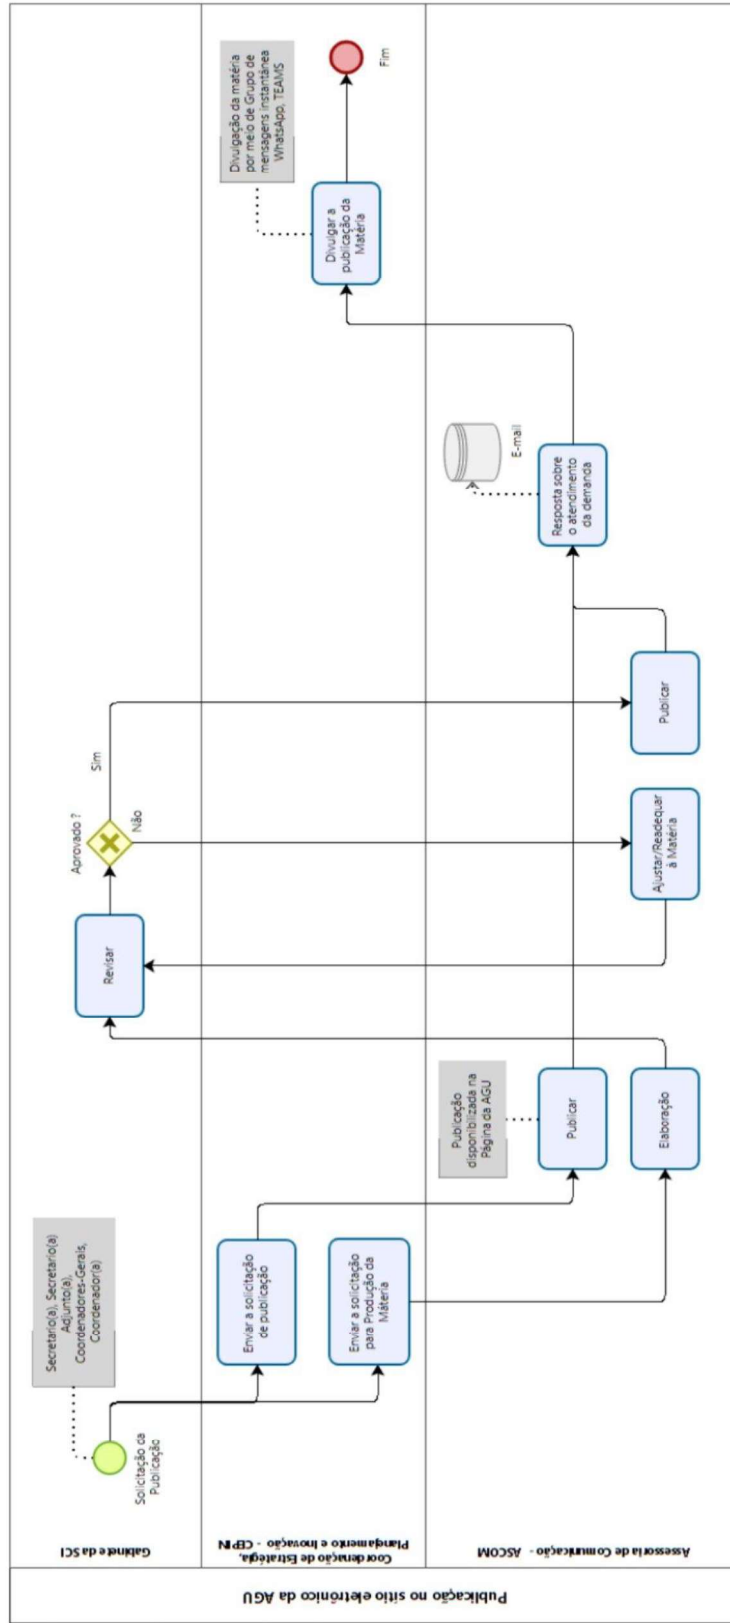 Publicação no sítio eletrônico da AGU
Gabinete da SCI
Coordenação de Estratégia,
Planejamento e Inovação - CEPIN
Assessoria de Comunicação - ASCOM
Secretario(a), Secretario(a)
Adjunto(a),
Coordenadores-Gerais,
Coordenador(a)
Solicitação da
Publicação
Enviar a solicitação
de publicação
Enviar a solicitação
para Produção da
Máteria
Publicação
disponibilizada na
Página da AGU
Publicar
Elaboração
Revisar
Aprovado ?
Sim
Não
Ajustar/Readequar
à Matéria
Publicar
Resposta sobre
o atendimento
da demanda
E-mail
Divulgar a
publicação da
Matéria
Divulgação da matéria
por meio de Grupo de
mensagens instantânea
WhatsApp, TEAMS
Fim